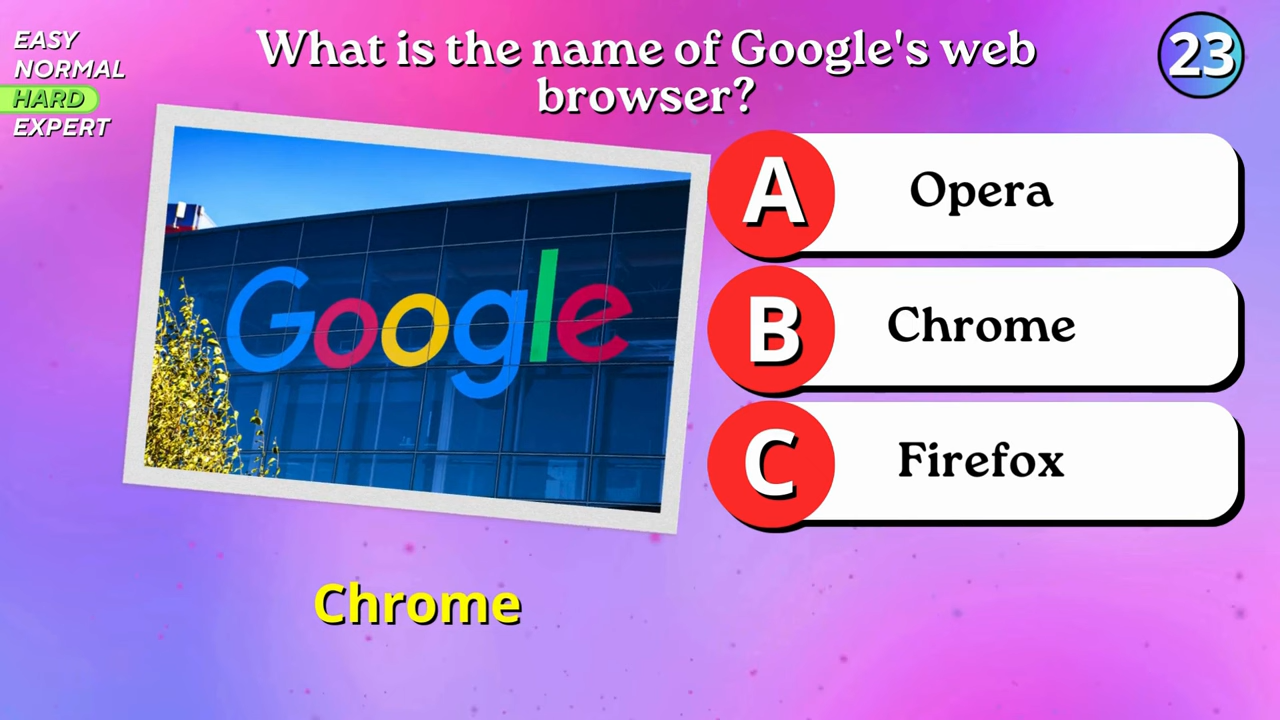 EASY
NORMAL
HARD
EXPERT
What is the name of Google's web
browser?
23
Google
A
Opera
B
Chrome
C
Firefox
Chrome